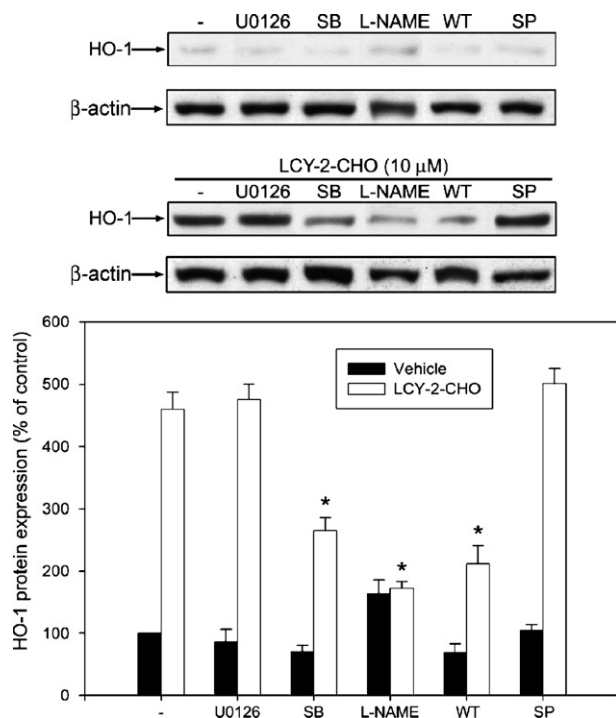 - U0126 SB L-NAME WT SP
HO-1
β-actin
LCY-2-CHO (10 μM)
- U0126 SB L-NAME WT SP
HO-1
β-actin
HO-1 protein expression (% of control)
600
500
400
300
200
100
0
Vehicle
LCY-2-CHO
*
*
*
- U0126 SB L-NAME WT SP